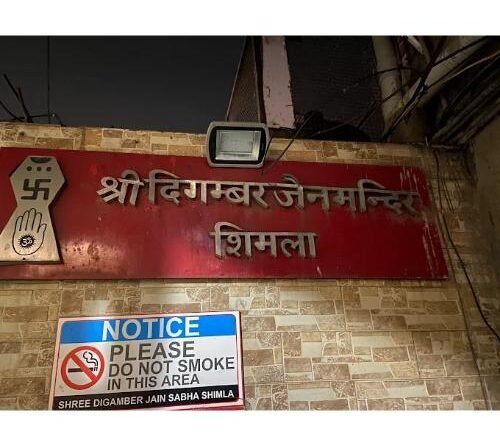 श्री दिगम्बर जैन मन्दिर
शिमला
ॐ
NOTICE
PLEASE
DO NOT SMOKE
IN THIS AREA
SHREE DIGAMBER JAIN SABHA SHIMLA